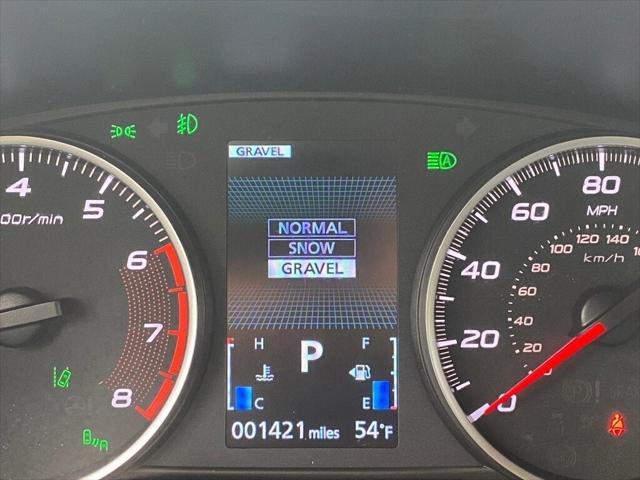 GRAVEL
NORMAL
SNOW
GRAVEL
H F
P
C E
001421 miles 54°F
4 5 6 7 8
00r/min
A
A
20 40 60 80
MPH
20 40 60 80 100 120 140
km/h